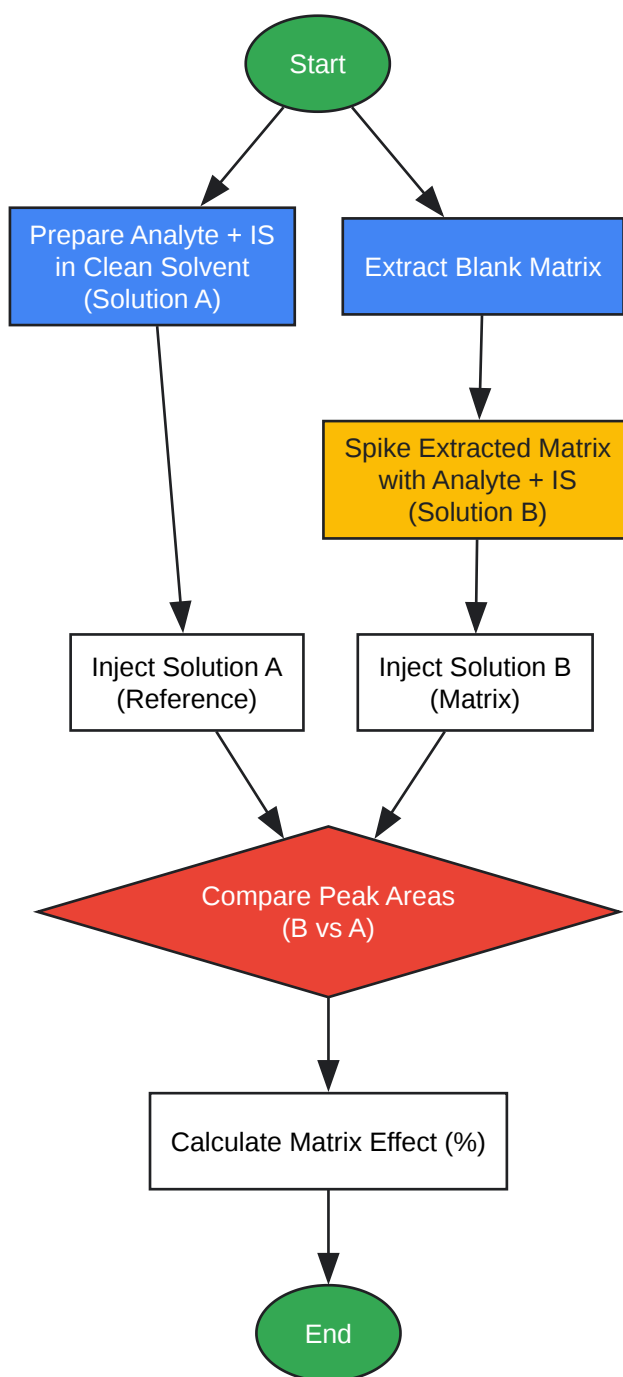 Start
Prepare Analyte + IS
in Clean Solvent
(Solution A)
Extract Blank Matrix
Spike Extracted Matrix
with Analyte + IS
(Solution B)
Inject Solution A
(Reference)
Inject Solution B
(Matrix)
Compare Peak Areas
(B vs A)
Calculate Matrix Effect (%)
End